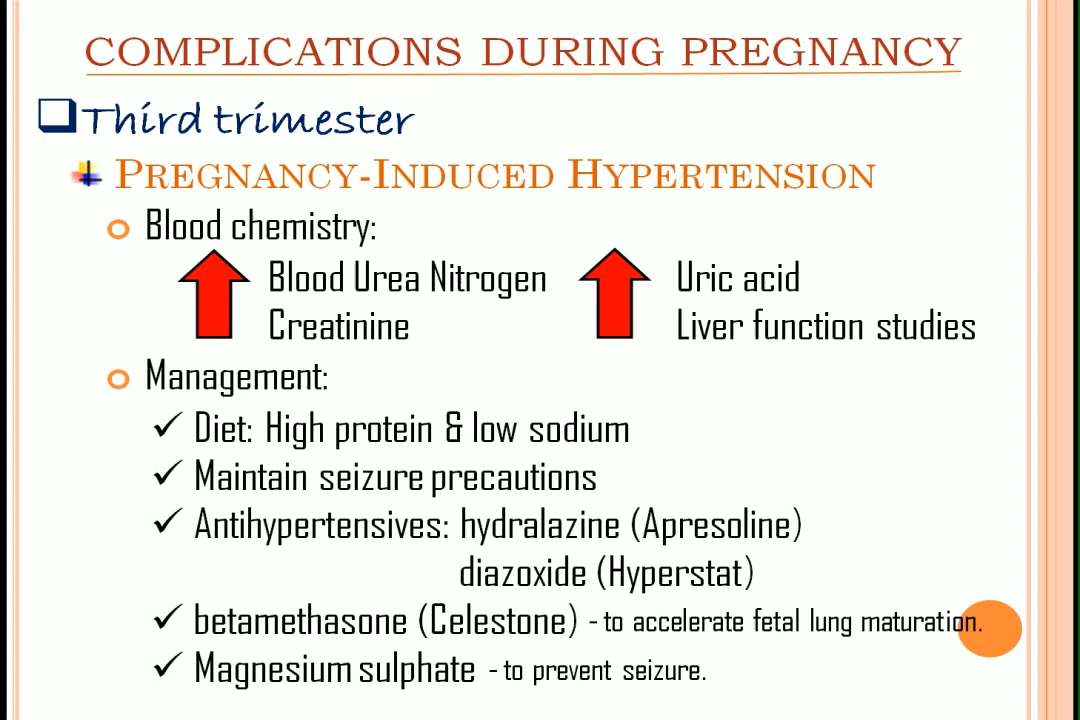 COMPLICATIONS DURING PREGNANCY
Third trimester
PREGNANCY-INDUCED HYPERTENSION
Blood chemistry:
Blood Urea Nitrogen Uric acid
Creatinine Liver function studies
Management:
Diet: High protein & low sodium
Maintain seizure precautions
Antihypertensives: hydralazine (Apresoline)
diazoxide (Hyperstat)
betamethasone (Celestone) - to accelerate fetal lung maturation.
Magnesium sulphate - to prevent seizure.